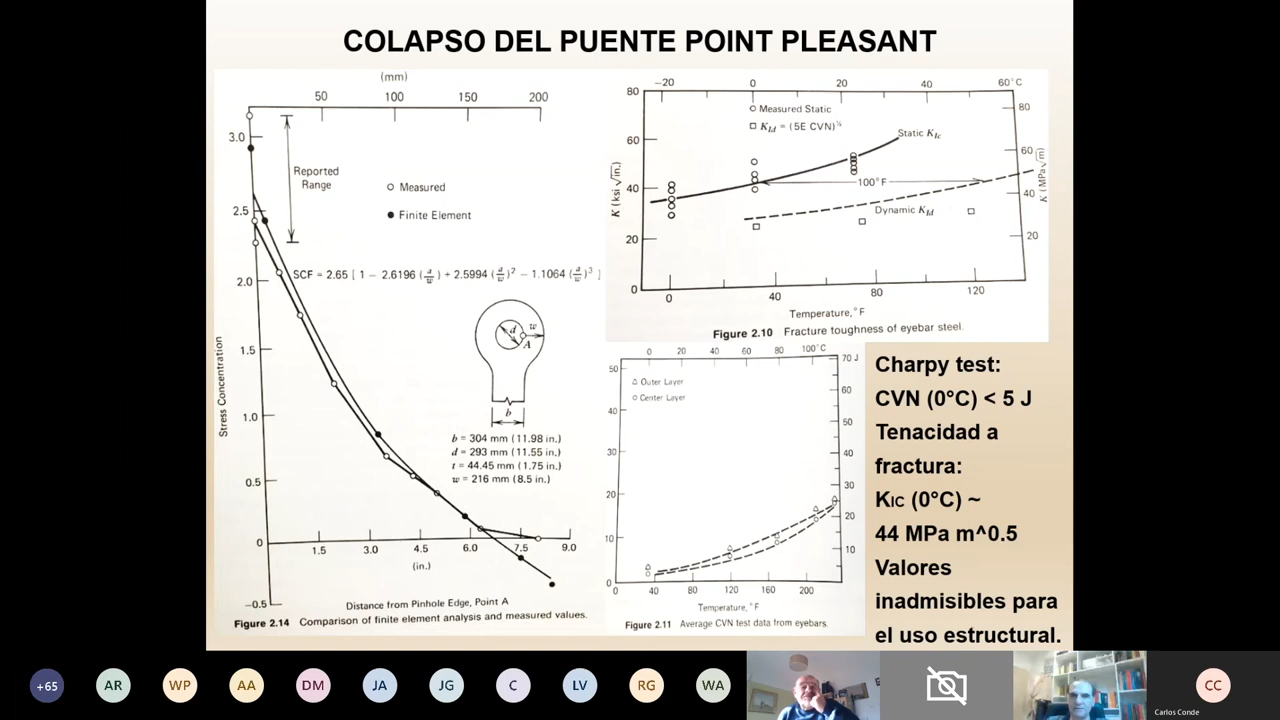 COLAPSO DEL PUENTE POINT PLEASANT
(mm)
50 100 150 200
3.0
2.5
2.0
1.5
1.0
0.5
0
−0.5
Stress Concentration
Reported
Range
Measured
Finite Element
SCF = 2.65 [ 1 − 2.6196 (a/w) + 2.5994 (a/w)² − 1.1064 (a/w)³ ]
d
w
A
b
b = 304 mm (11.98 in.)
d = 293 mm (11.55 in.)
t = 44.45 mm (1.75 in.)
w = 216 mm (8.5 in.)
1.5 3.0 4.5 6.0 7.5 9.0
(in.)
Distance from Pinhole Edge, Point A
Figure 2.14 Comparison of finite element analysis and measured values.
−20 0 20 40 60°C
80
60
40
20
0
K (ksi √in.)
Measured Static
K_Id = (5E CVN)^½
Static K_Ic
100°F
Dynamic K_Id
80
60
40
20
K (MPa√m)
0 40 80 120
Temperature, °F
Figure 2.10 Fracture toughness of eyebar steel.
0 20 40 60 80 100°C
50
40
30
20
10
0
Outer Layer
Center Layer
70 J
60
50
40
30
20
10
0 40 80 120 160 200
Temperature, °F
Figure 2.11 Average CVN test data from eyebars.
Charpy test:
CVN (0°C) < 5 J
Tenacidad a
fractura:
KIC (0°C) ~
44 MPa m^0.5
Valores
inadmisibles para
el uso estructural.
+65 AR WP AA DM JA JG C LV RG WA CC
Carlos Conde